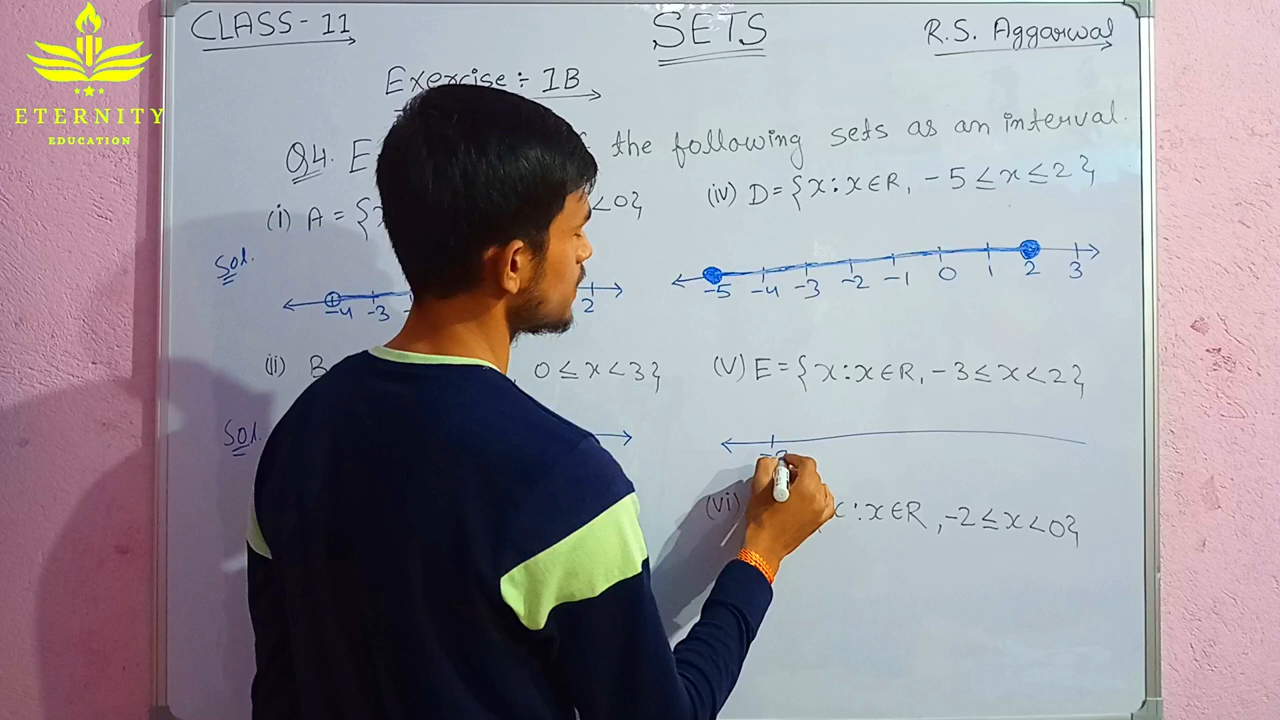 CLASS-11
SETS
R.S. Aggarwal
ETERNITY
EDUCATION
Exercise:- 1B
Q4. E the following sets as an interval.
(i) A = { <0}
Sol.
-4 -3 2
(ii) B 0 ≤ x < 3}
Sol.
(iv) D = {x : x ∈ R, -5 ≤ x ≤ 2}
-5 -4 -3 -2 -1 0 1 2 3
(V) E = {x : x ∈ R, -3 ≤ x < 2}
(vi) : x ∈ R, -2 ≤ x < 0}